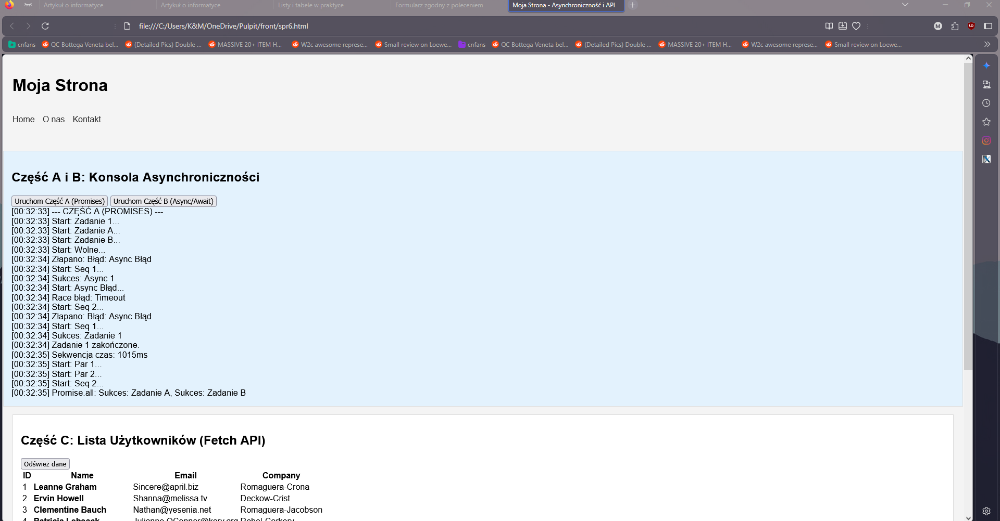 Artykuł o informatyce
Artykuł o informatyce
Listy i tabele w praktyce
Formularz zgodny z poleceniem
Moja Strona - Asynchroniczność i API
file:///C:/Users/K&M/OneDrive/Pulpit/front/spr6.html
M
cnfans
QC Bottega Veneta bel...
(Detailed Pics) Double ...
MASSIVE 20+ ITEM H...
W2c awesome represe...
Small review on Loewe...
cnfans
QC Bottega Veneta bel...
(Detailed Pics) Double ...
MASSIVE 20+ ITEM H...
W2c awesome represe...
Small review on Loewe...
Moja Strona
Home O nas Kontakt
Część A i B: Konsola Asynchroniczności
Uruchom Część A (Promises) Uruchom Część B (Async/Await)
[00:32:33] --- CZĘŚĆ A (PROMISES) ---
[00:32:33] Start: Zadanie 1...
[00:32:33] Start: Zadanie A...
[00:32:33] Start: Zadanie B...
[00:32:33] Start: Wolne...
[00:32:34] Złapano: Błąd: Async Błąd
[00:32:34] Start: Seq 1...
[00:32:34] Sukces: Async 1
[00:32:34] Start: Async Błąd...
[00:32:34] Race błąd: Timeout
[00:32:34] Start: Seq 2...
[00:32:34] Złapano: Błąd: Async Błąd
[00:32:34] Start: Seq 1...
[00:32:34] Sukces: Zadanie 1
[00:32:34] Zadanie 1 zakończone.
[00:32:35] Sekwencja czas: 1015ms
[00:32:35] Start: Par 1...
[00:32:35] Start: Par 2...
[00:32:35] Start: Seq 2...
[00:32:35] Promise.all: Sukces: Zadanie A, Sukces: Zadanie B
Część C: Lista Użytkowników (Fetch API)
Odśwież dane
ID Name Email Company
1 Leanne Graham Sincere@april.biz Romaguera-Crona
2 Ervin Howell Shanna@melissa.tv Deckow-Crist
3 Clementine Bauch Nathan@yesenia.net Romaguera-Jacobson
4 Patricia Lebsack Julianne.OConner@kory.org Robel-Corkery